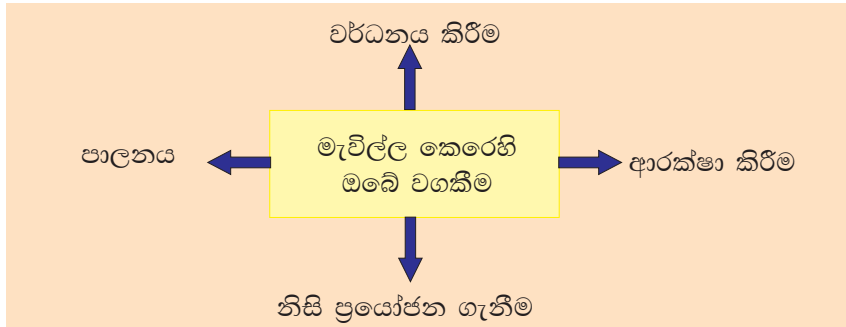 වර්ධනය කිරීම
පාලනය
මැවිල්ල කෙරෙහි
ඔබේ වගකීම
ආරක්ෂා කිරීම
නිසි ප්‍රයෝජන ගැනීම